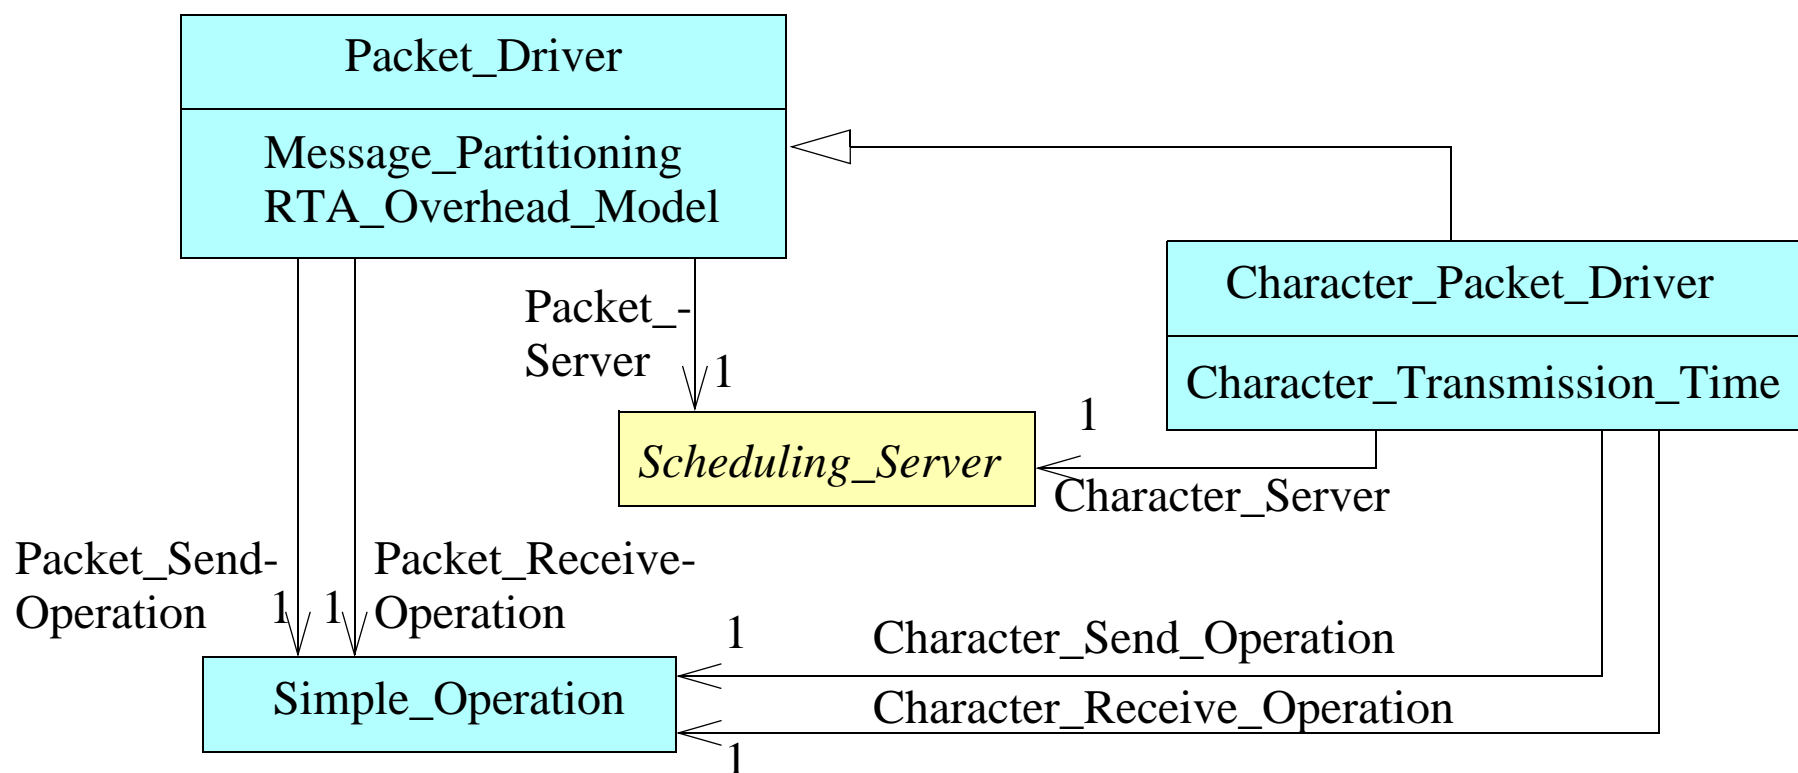 Packet_Driver
Message_Partitioning
RTA_Overhead_Model
Packet_-
Server
1
Character_Packet_Driver
Character_Transmission_Time
1
Scheduling_Server
Character_Server
Packet_Send-
Operation
1
1
Packet_Receive-
Operation
1
Character_Send_Operation
Simple_Operation
Character_Receive_Operation
1